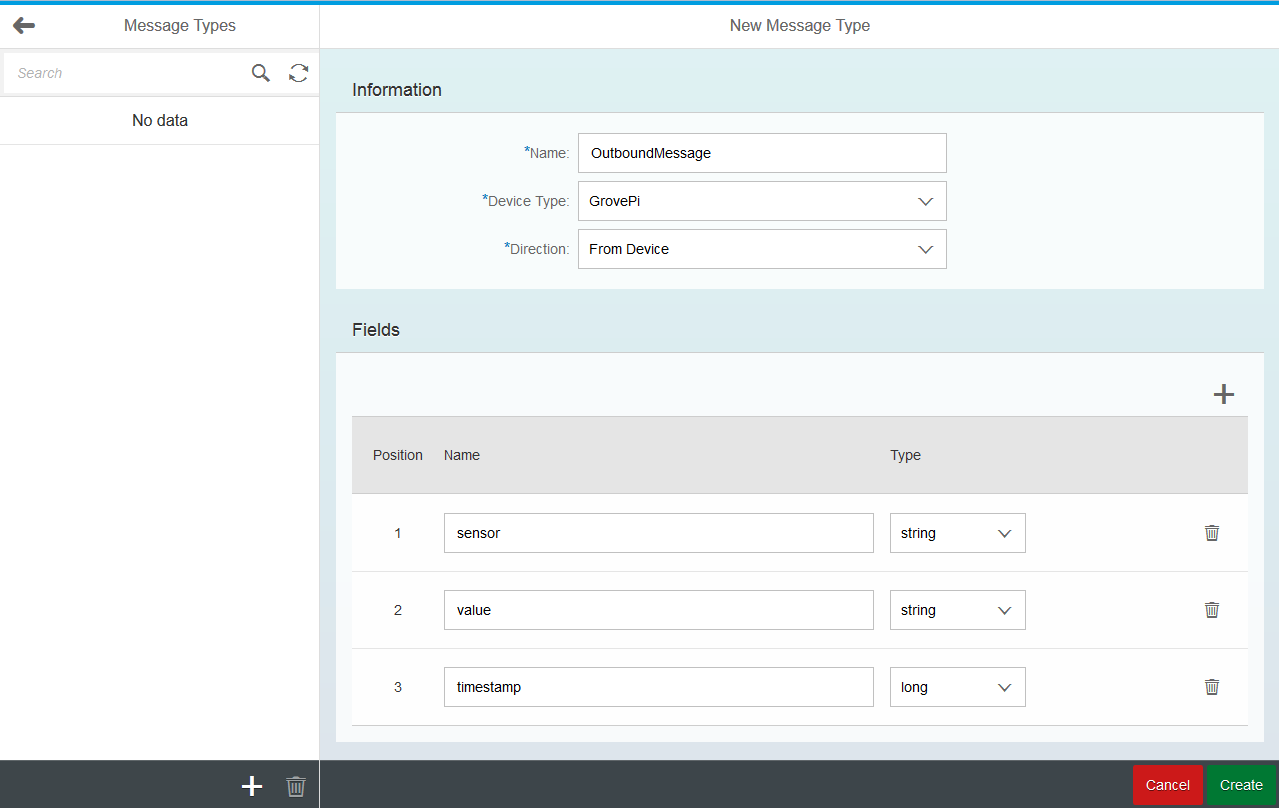 Message Types
New Message Type
Search
No data
Information
*Name: OutboundMessage
*Device Type: GrovePi
*Direction: From Device
Fields
Position Name Type
1 sensor string
2 value string
3 timestamp long
Cancel Create